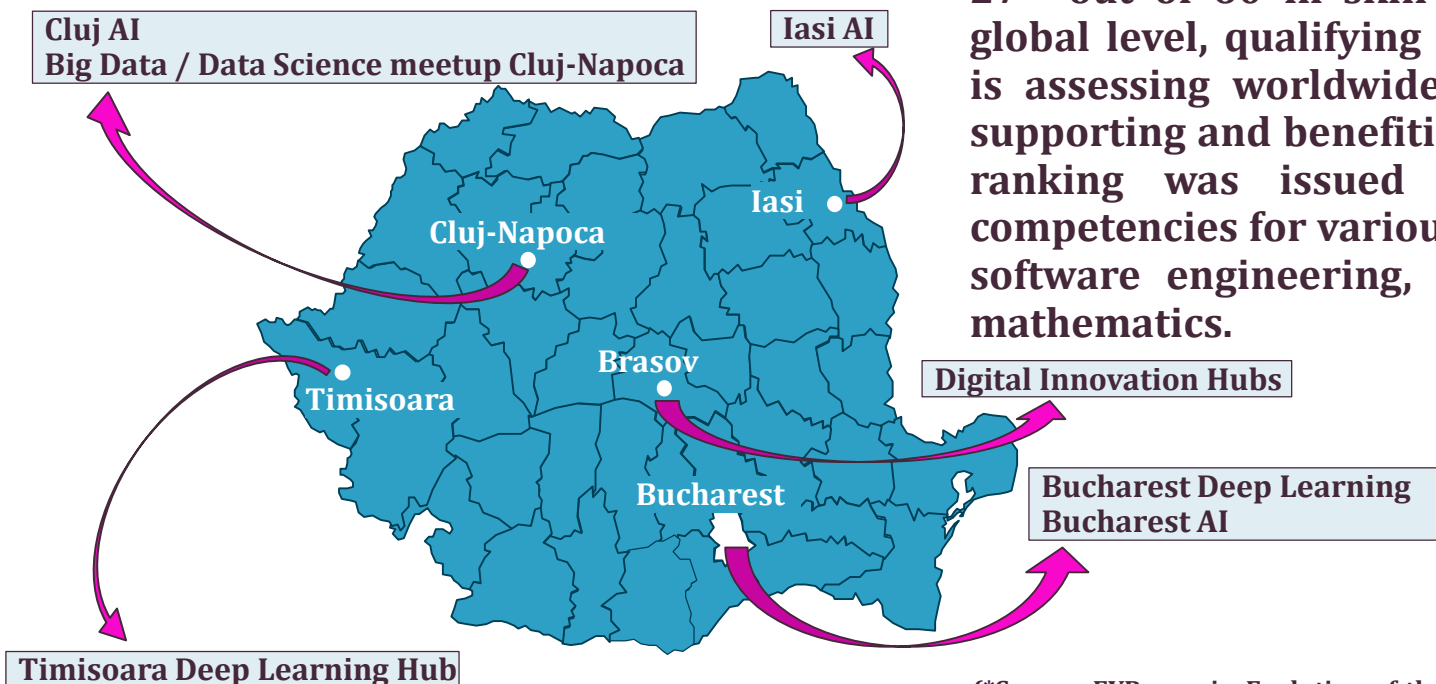 Cluj AI
Big Data / Data Science meetup Cluj-Napoca
Iasi AI
global level, qualifying
is assessing worldwide
supporting and benefiti
ranking was issued
competencies for variou
software engineering,
mathematics.
Iasi
Cluj-Napoca
Brasov
Timisoara
Digital Innovation Hubs
Bucharest
Bucharest Deep Learning
Bucharest AI
Timisoara Deep Learning Hub